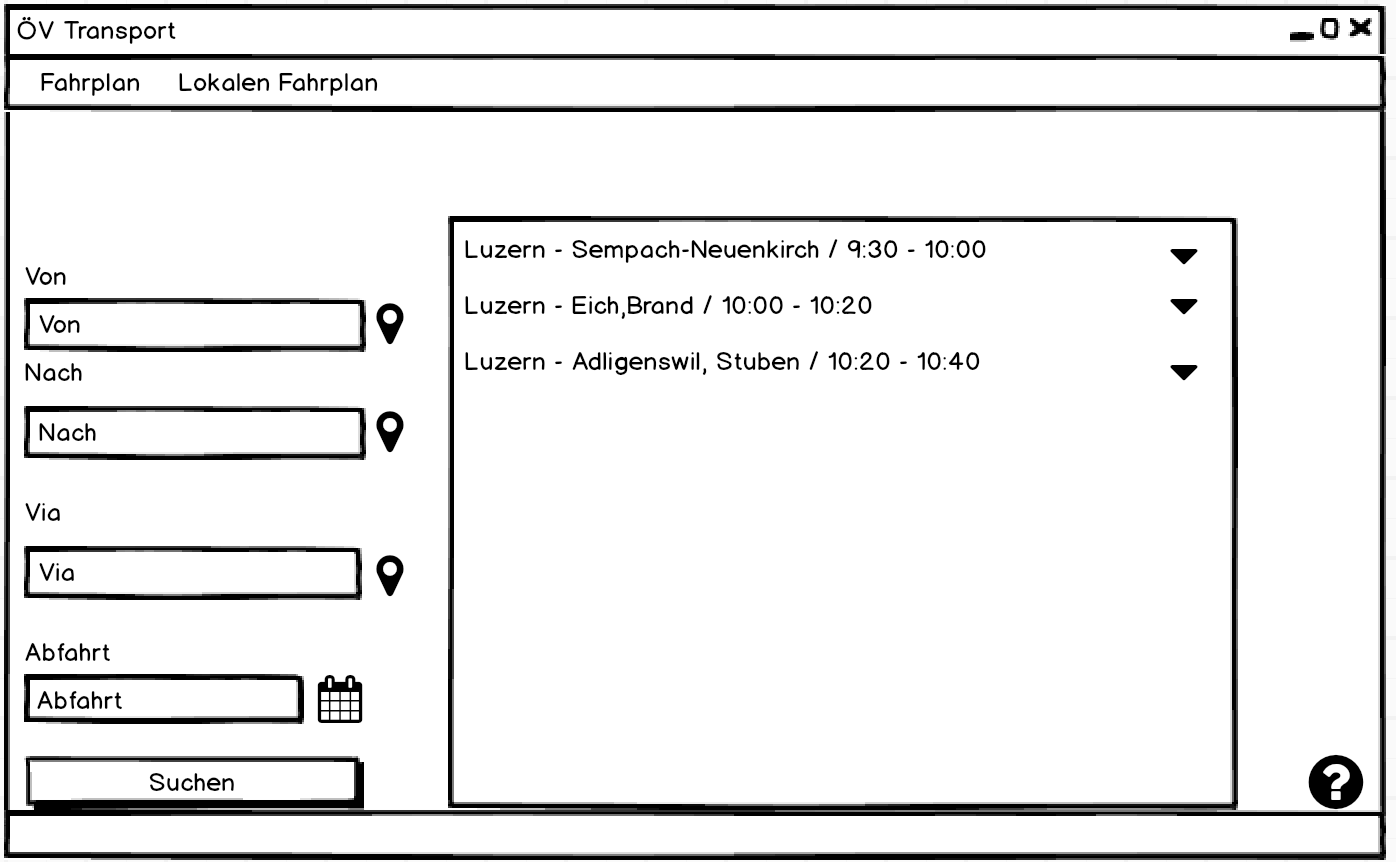 ÖV Transport
Fahrplan Lokalen Fahrplan
Von
Von
Nach
Nach
Via
Via
Abfahrt
Abfahrt
Suchen
Luzern - Sempach-Neuenkirch / 9:30 - 10:00
Luzern - Eich,Brand / 10:00 - 10:20
Luzern - Adligenswil, Stuben / 10:20 - 10:40
?